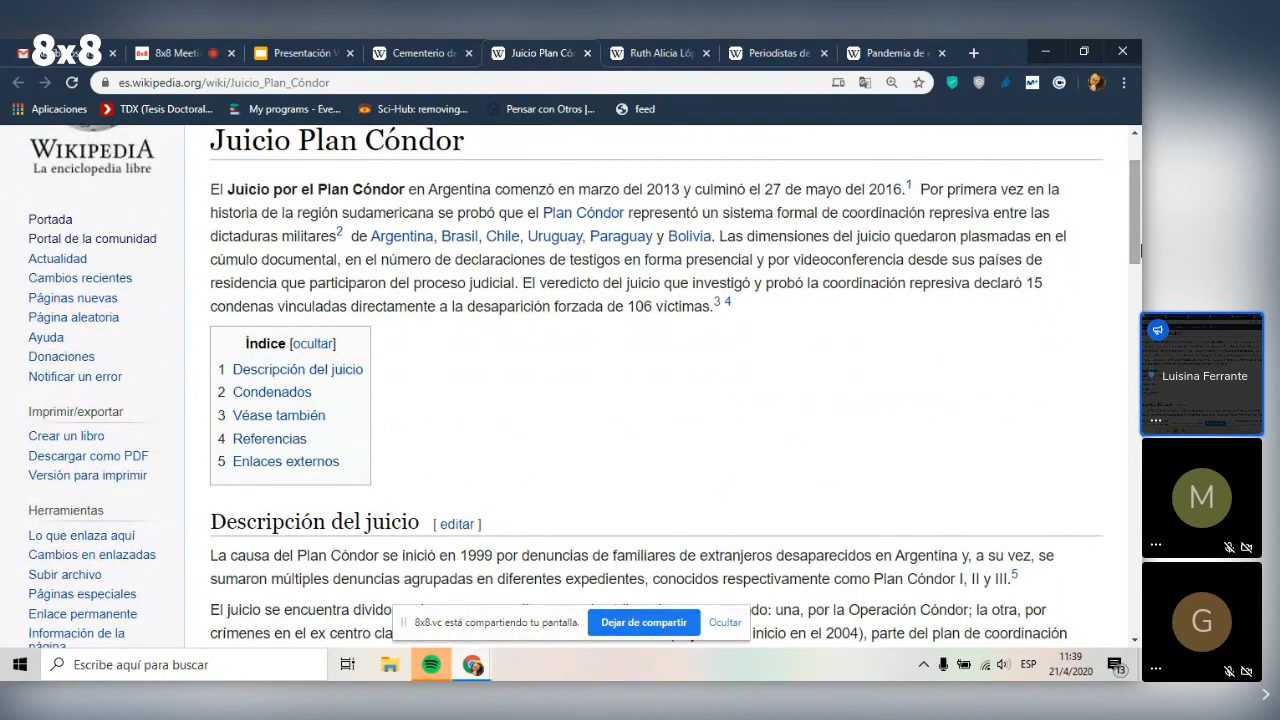 8x8
8x8 Meeti
Presentación V
Cementerio de
Juicio Plan Có
Ruth Alicia Ló
Periodistas de
Pandemia de
es.wikipedia.org/wiki/Juicio_Plan_Cóndor
Aplicaciones
TDX (Tesis Doctoral...
My programs - Eve...
Sci-Hub: removing...
Pensar con Otros |...
feed
WIKIPEDIA
La enciclopedia libre
Portada
Portal de la comunidad
Actualidad
Cambios recientes
Páginas nuevas
Página aleatoria
Ayuda
Donaciones
Notificar un error
Imprimir/exportar
Crear un libro
Descargar como PDF
Versión para imprimir
Herramientas
Lo que enlaza aquí
Cambios en enlazadas
Subir archivo
Páginas especiales
Enlace permanente
Información de la
página
Juicio Plan Cóndor
El Juicio por el Plan Cóndor en Argentina comenzó en marzo del 2013 y culminó el 27 de mayo del 2016.1 Por primera vez en la
historia de la región sudamericana se probó que el Plan Cóndor representó un sistema formal de coordinación represiva entre las
dictaduras militares2 de Argentina, Brasil, Chile, Uruguay, Paraguay y Bolivia. Las dimensiones del juicio quedaron plasmadas en el
cúmulo documental, en el número de declaraciones de testigos en forma presencial y por videoconferencia desde sus países de
residencia que participaron del proceso judicial. El veredicto del juicio que investigó y probó la coordinación represiva declaró 15
condenas vinculadas directamente a la desaparición forzada de 106 víctimas.3 4
Índice [ocultar]
1 Descripción del juicio
2 Condenados
3 Véase también
4 Referencias
5 Enlaces externos
Descripción del juicio [ editar ]
La causa del Plan Cóndor se inició en 1999 por denuncias de familiares de extranjeros desaparecidos en Argentina y, a su vez, se
sumaron múltiples denuncias agrupadas en diferentes expedientes, conocidos respectivamente como Plan Cóndor I, II y III.5
El juicio se encuentra divido do: una, por la Operación Cóndor; la otra, por
crímenes en el ex centro cla inicio en el 2004), parte del plan de coordinación
8x8.vc está compartiendo tu pantalla.
Dejar de compartir
Ocultar
Luisina Ferrante
M
G
Escribe aquí para buscar
ESP
11:39
21/4/2020
13